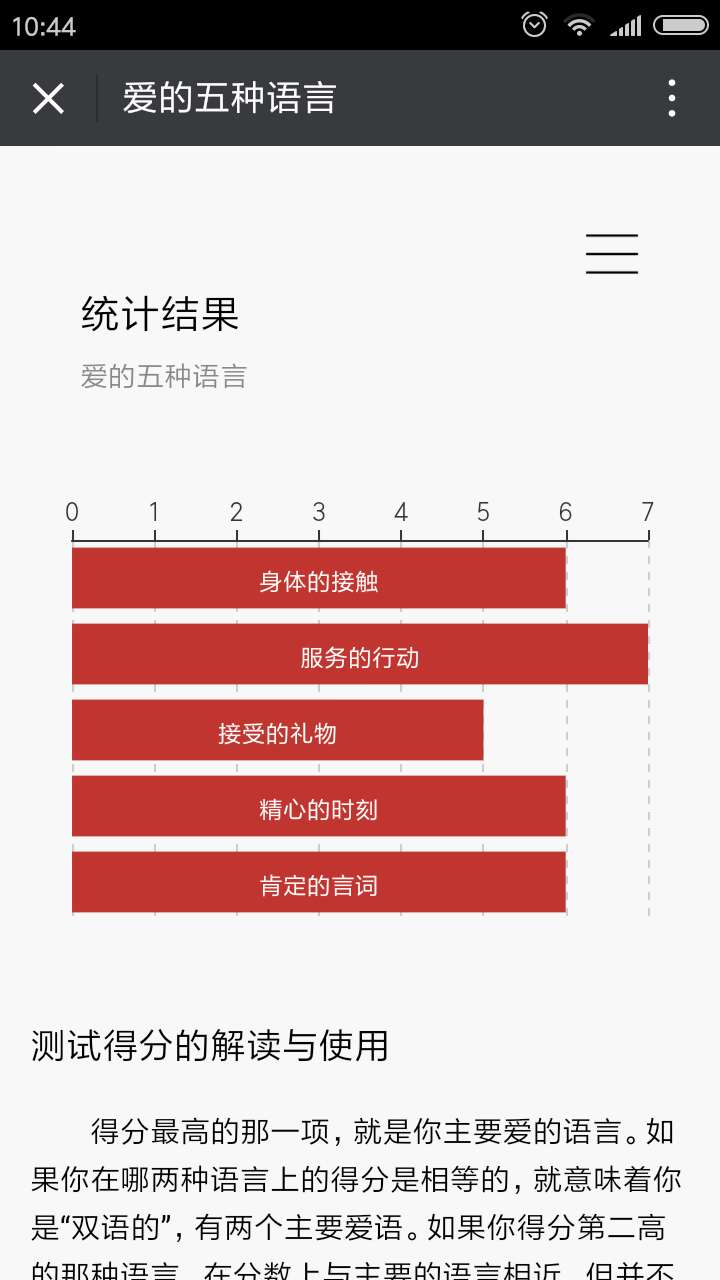 10:44
爱的五种语言
统计结果
爱的五种语言
0 1 2 3 4 5 6 7
身体的接触
服务的行动
接受的礼物
精心的时刻
肯定的言词
测试得分的解读与使用
得分最高的那一项，就是你主要爱的语言。如
果你在哪两种语言上的得分是相等的，就意味着你
是“双语的”，有两个主要爱语。如果你得分第二高
的那种语言，在分数上与主要的语言相近，但并不